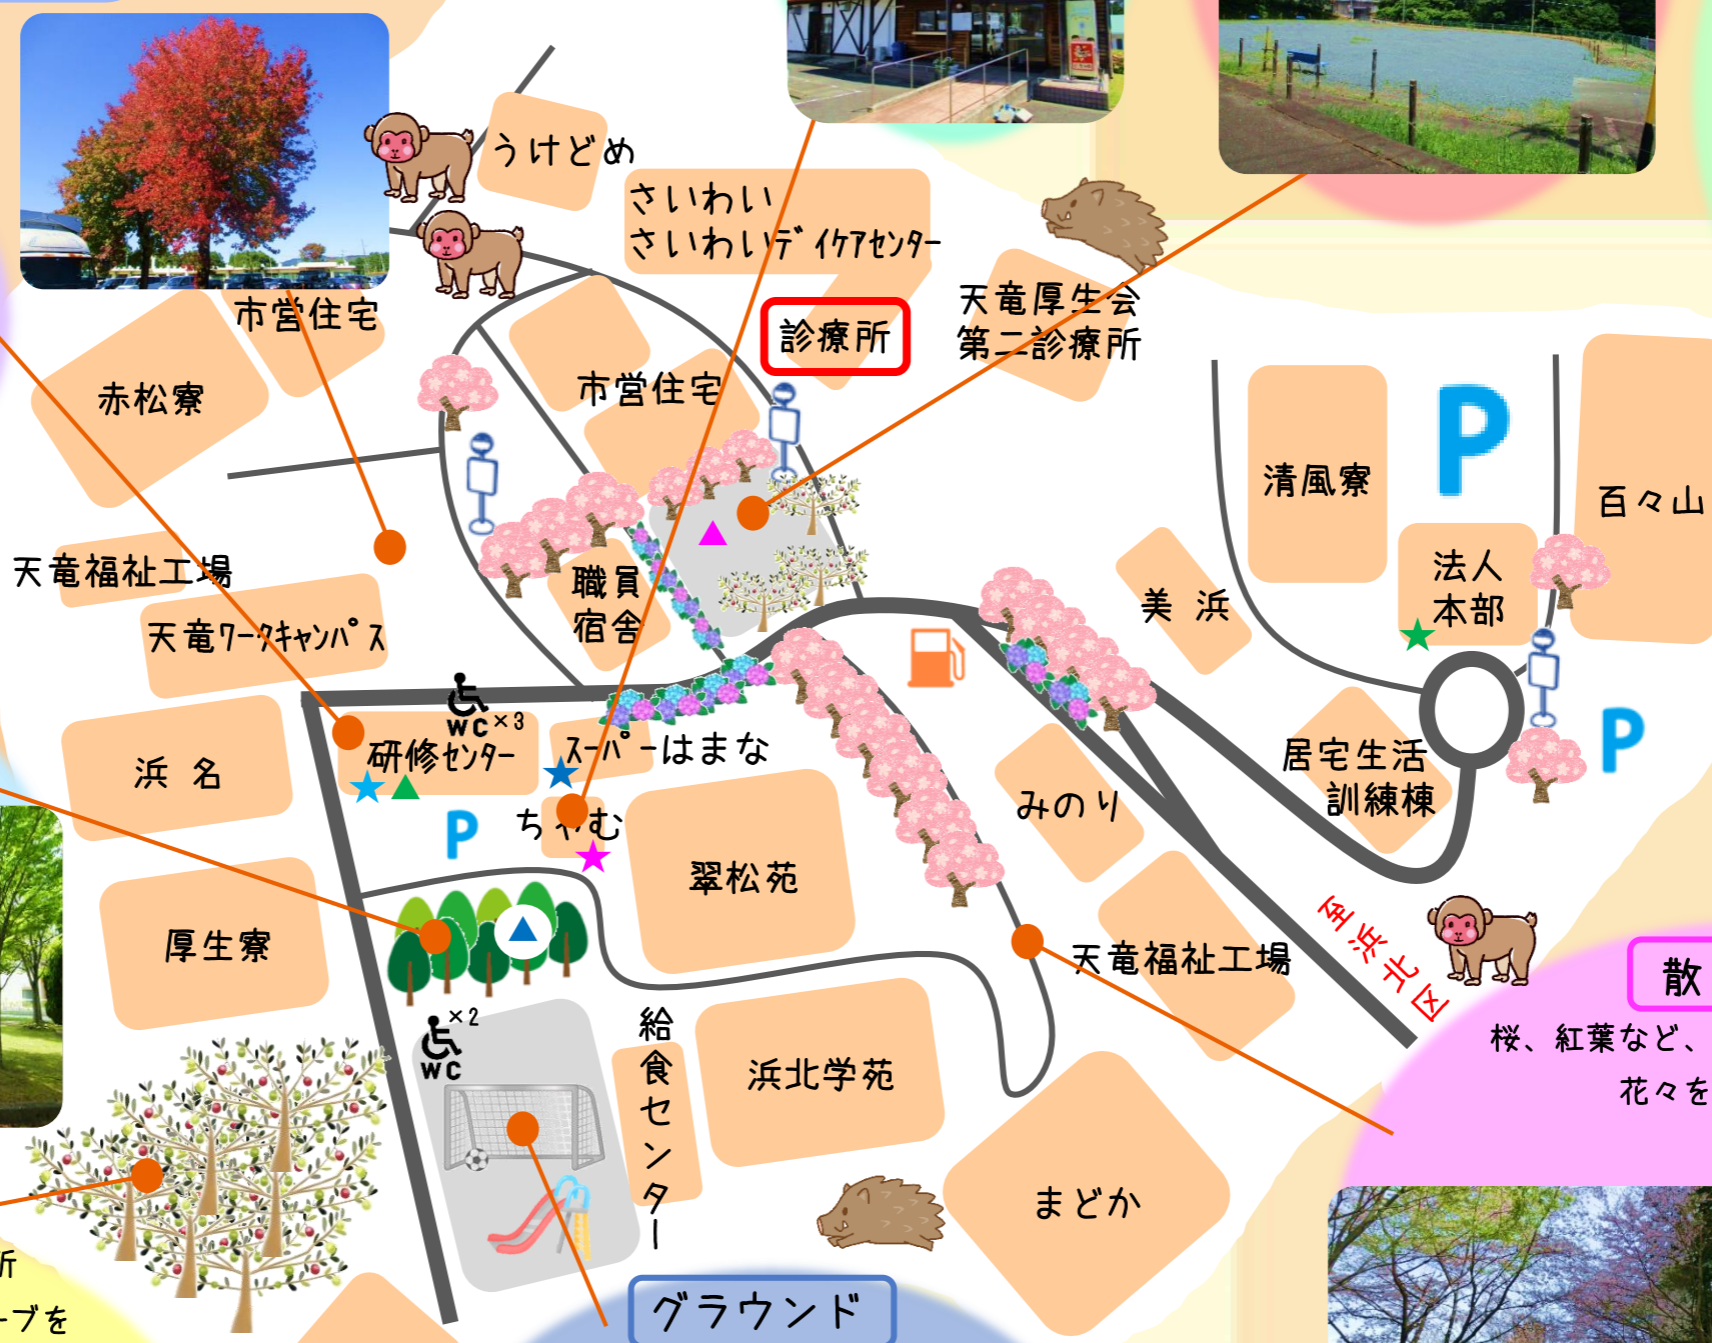 うけどめ
さいわい
さいわいデイケアセンター
市営住宅
診療所
天竜厚生会
第二診療所
赤松寮
市営住宅
P
清風寮
百々山
天竜福祉工場
職員
宿舎
法人
本部
美浜
天竜ワークキャンパス
WC×3
研修センター
スーパーはまな
浜名
P
居宅生活
訓練棟
みのり
P
ちゃむ
翠松苑
厚生寮
天竜福祉工場
至浜北区
散
桜、紅葉など、
花々を
×2
WC
給食センター
浜北学苑
まどか
所
ーブを
グラウンド